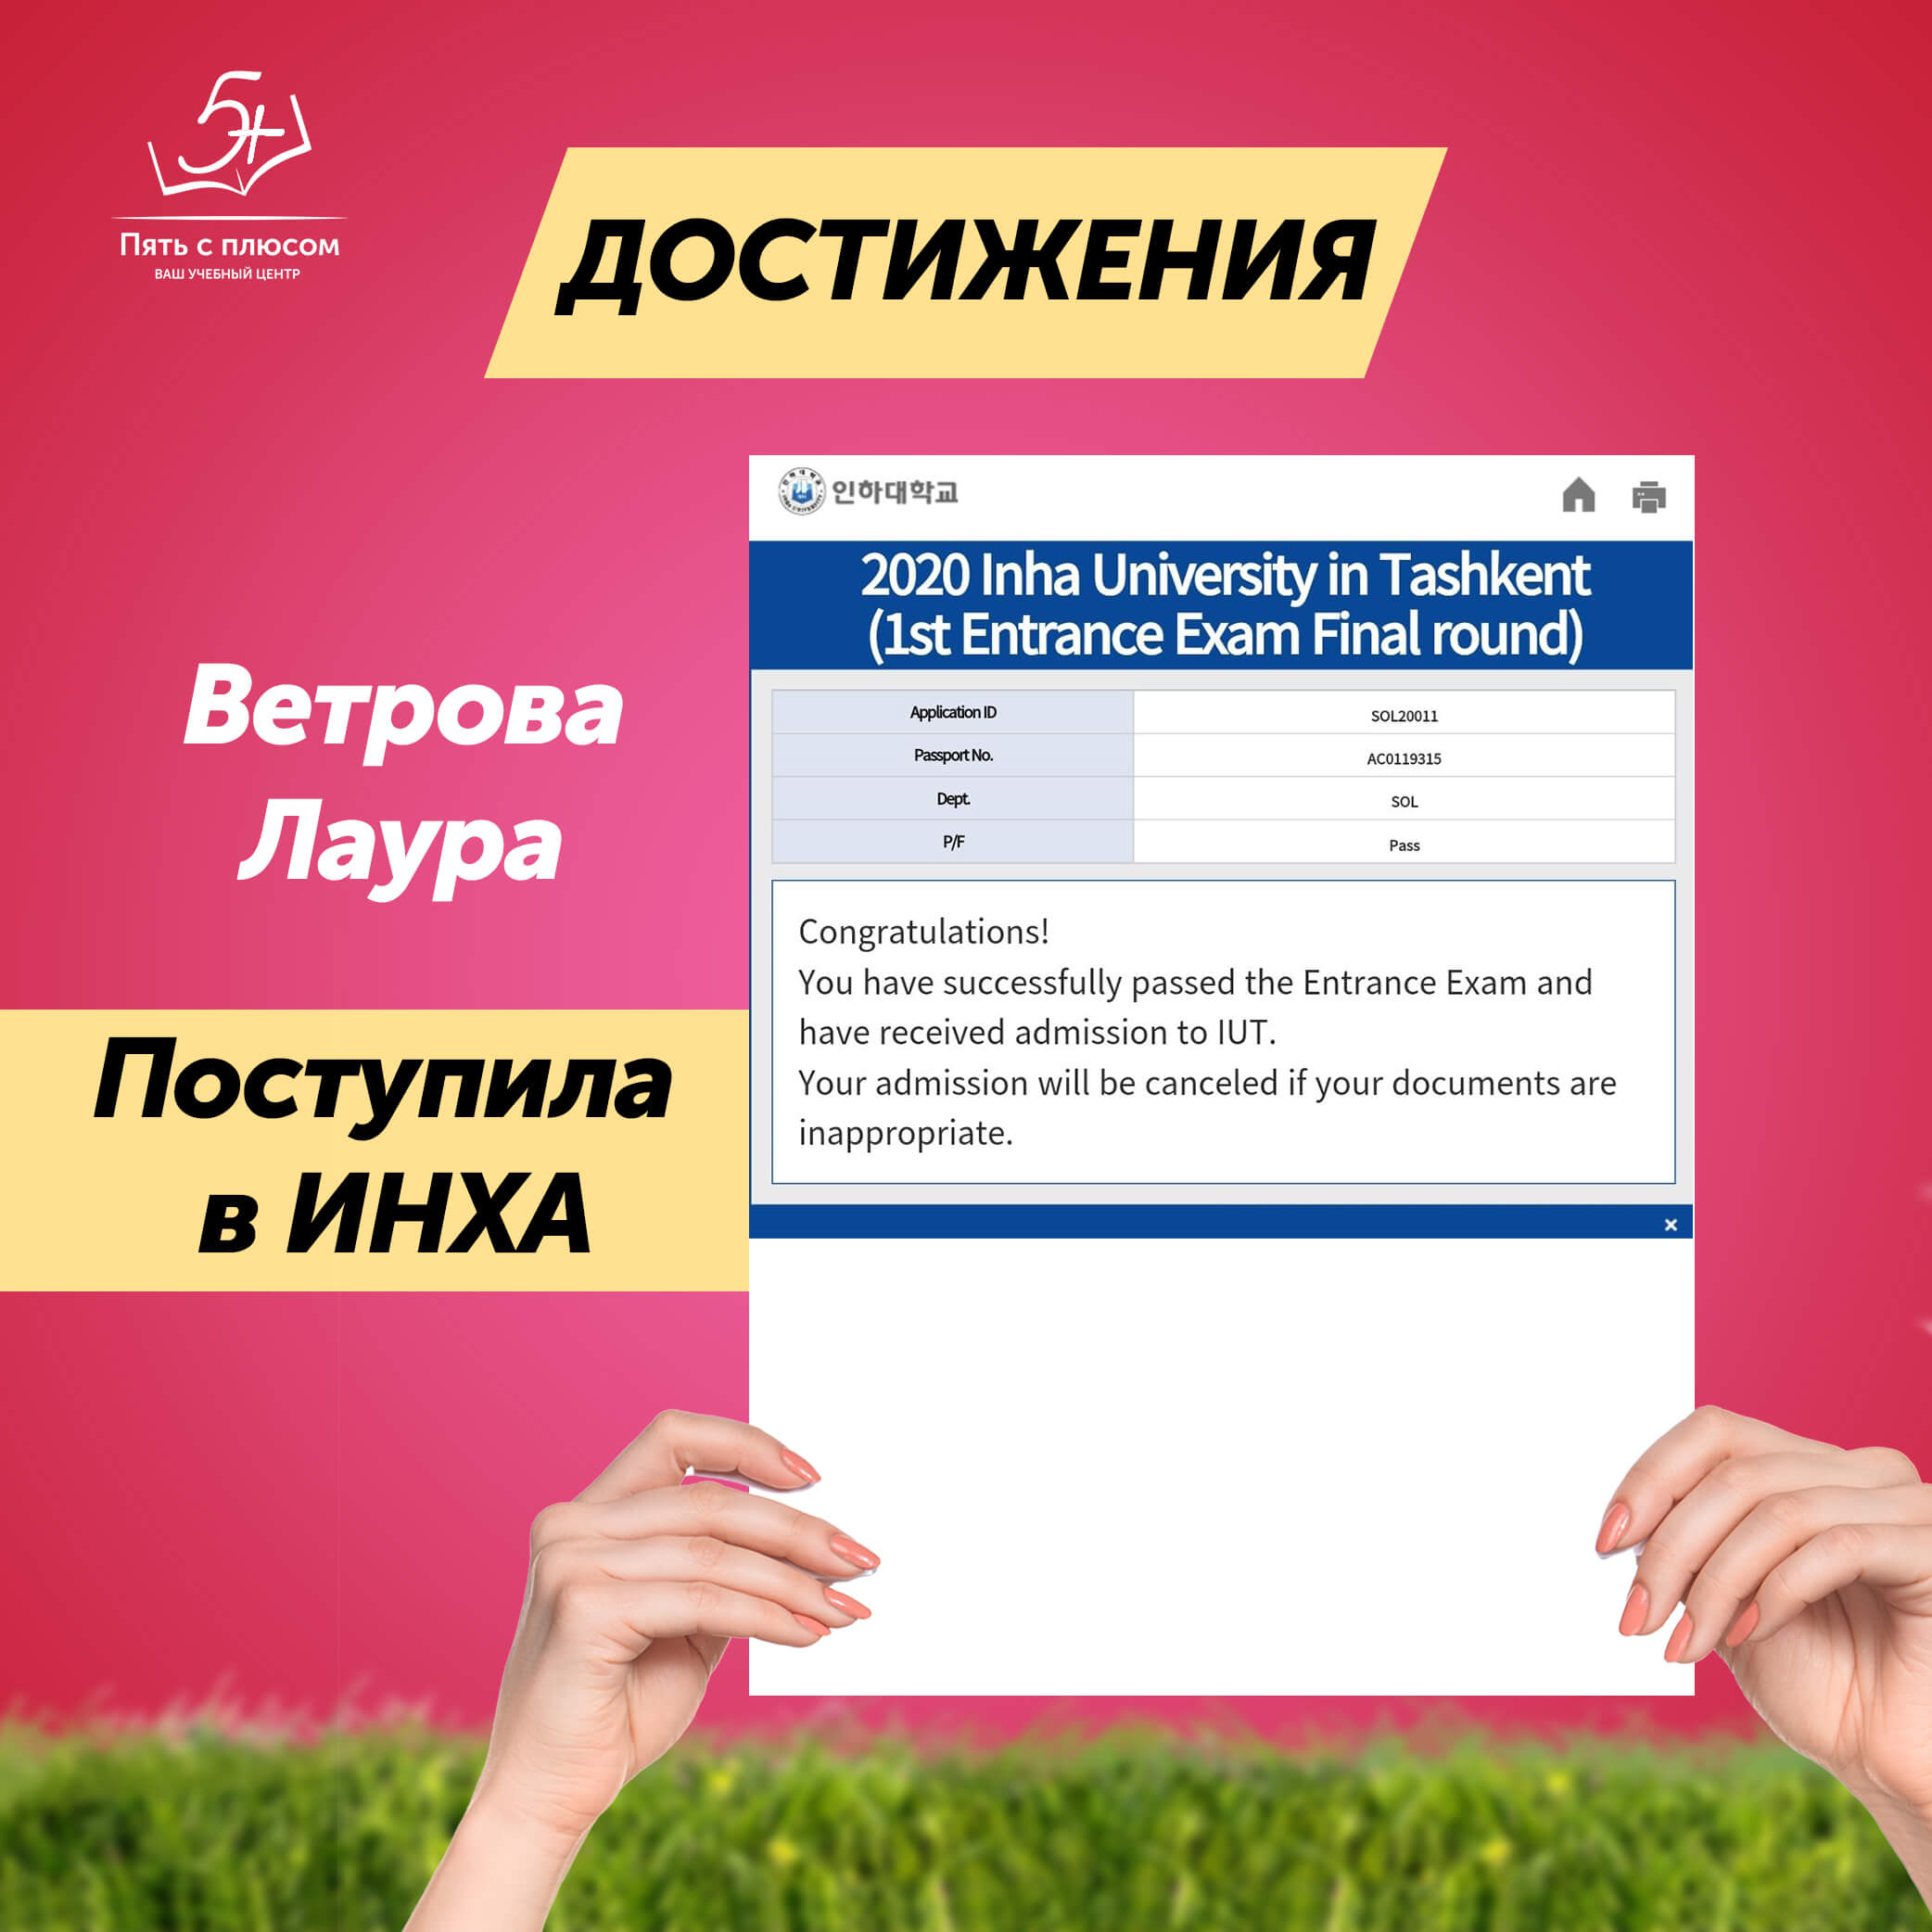 5+
Пять с плюсом
ВАШ УЧЕБНЫЙ ЦЕНТР
ДОСТИЖЕНИЯ
Ветрова
Лаура
Поступила
в ИНХА
인하대학교
2020 Inha University in Tashkent
(1st Entrance Exam Final round)
Application ID SOL20011
Passport No. AC0119315
Dept. SOL
P/F Pass
Congratulations!
You have successfully passed the Entrance Exam and
have received admission to IUT.
Your admission will be canceled if your documents are
inappropriate.